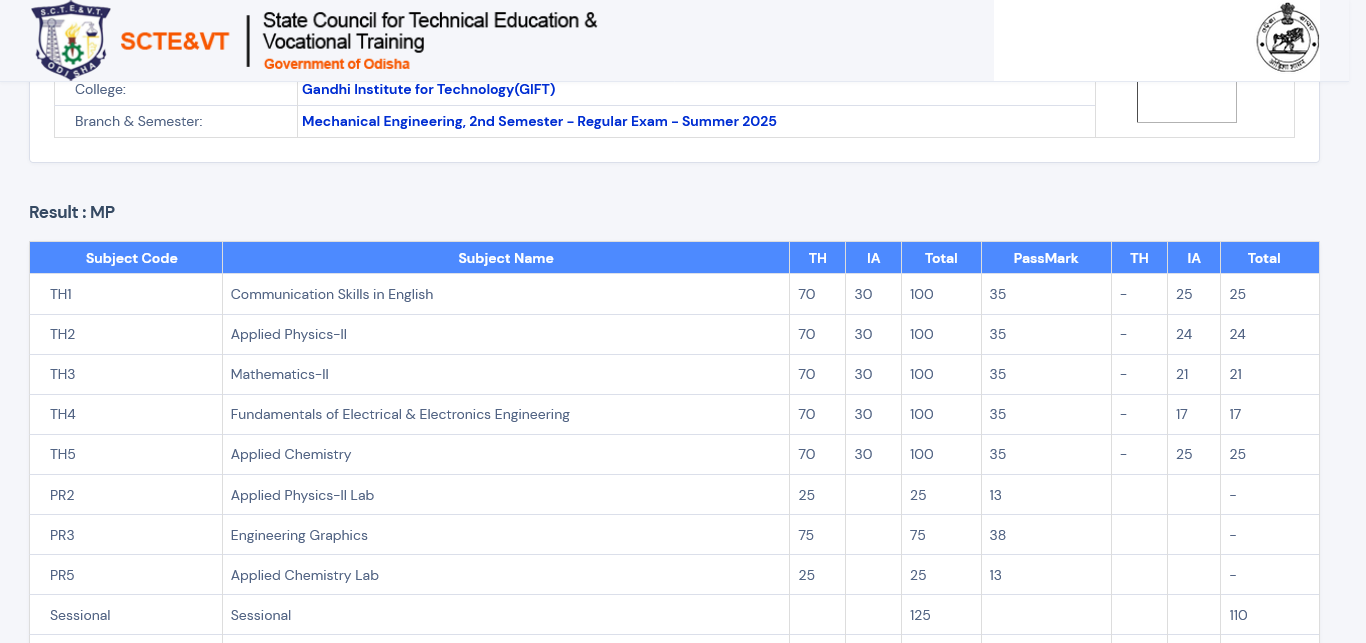 S.C.T.E.& V.T.
ODISHA
SCTE&VT
State Council for Technical Education &
Vocational Training
Government of Odisha
College: Gandhi Institute for Technology(GIFT)
Branch & Semester: Mechanical Engineering, 2nd Semester - Regular Exam - Summer 2025
Result : MP
Subject Code Subject Name TH IA Total PassMark TH IA Total
TH1 Communication Skills in English 70 30 100 35 - 25 25
TH2 Applied Physics-II 70 30 100 35 - 24 24
TH3 Mathematics-II 70 30 100 35 - 21 21
TH4 Fundamentals of Electrical & Electronics Engineering 70 30 100 35 - 17 17
TH5 Applied Chemistry 70 30 100 35 - 25 25
PR2 Applied Physics-II Lab 25 25 13 -
PR3 Engineering Graphics 75 75 38 -
PR5 Applied Chemistry Lab 25 25 13 -
Sessional Sessional 125 110